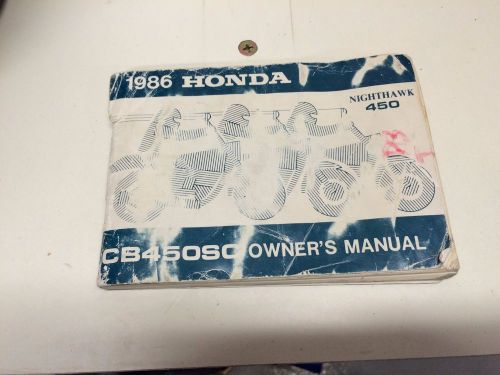 1986 HONDA
NIGHTHAWK
450
CB450SC OWNER'S MANUAL